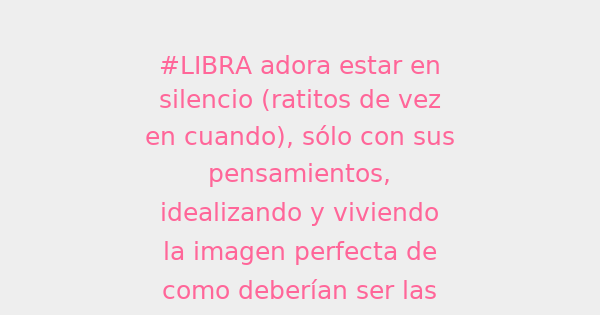 #LIBRA adora estar en
silencio (ratitos de vez
en cuando), sólo con sus
pensamientos,
idealizando y viviendo
la imagen perfecta de
como deberían ser las